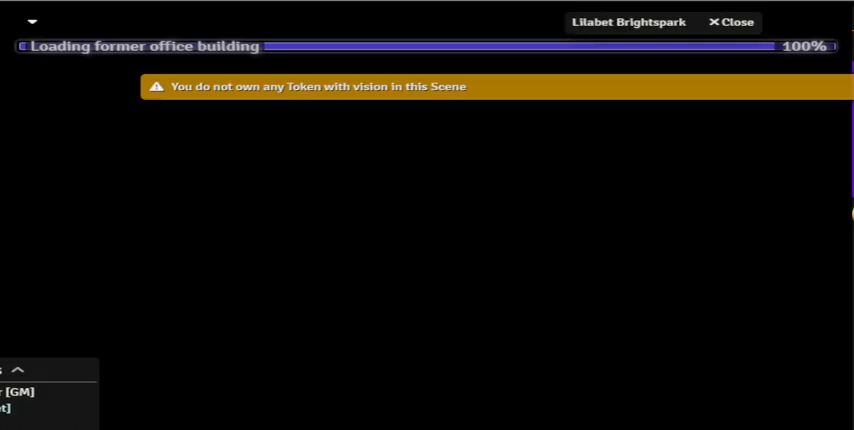 Lilabet Brightspark
Close
Loading former office building
100%
You do not own any Token with vision in this Scene
[GM]